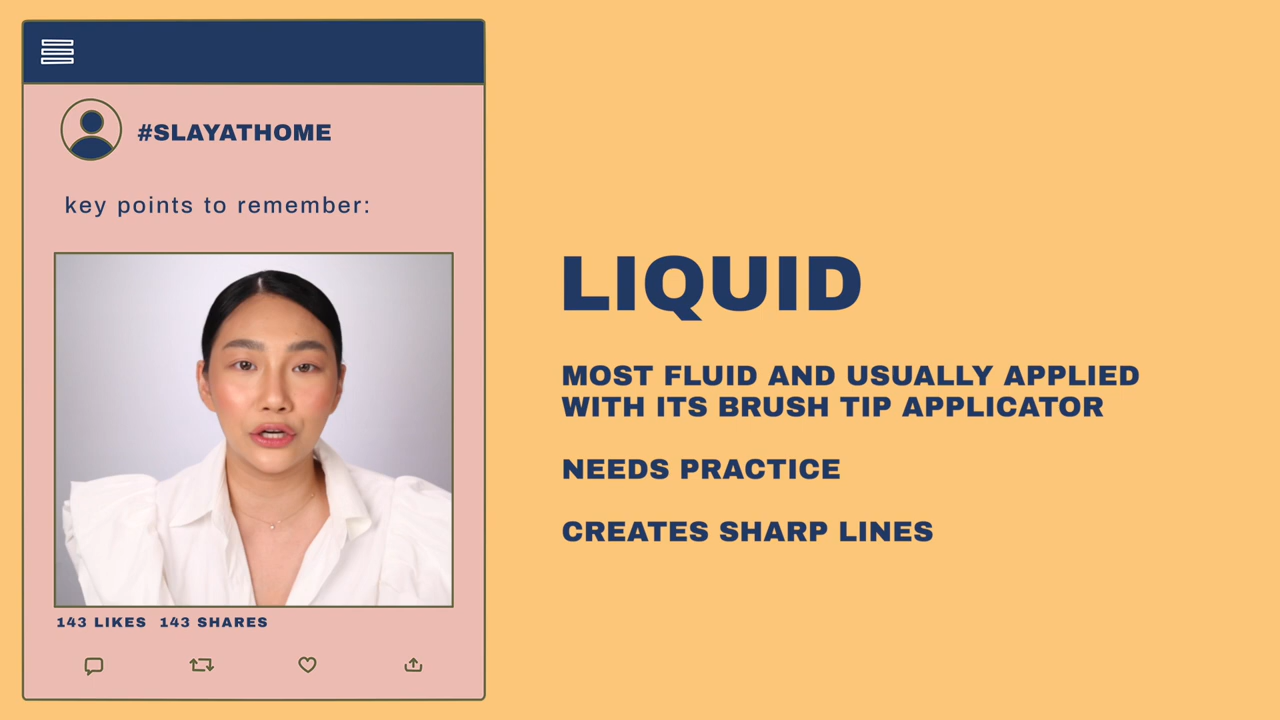 #SLAYATHOME
key points to remember:
143 LIKES 143 SHARES
LIQUID
MOST FLUID AND USUALLY APPLIED
WITH ITS BRUSH TIP APPLICATOR
NEEDS PRACTICE
CREATES SHARP LINES